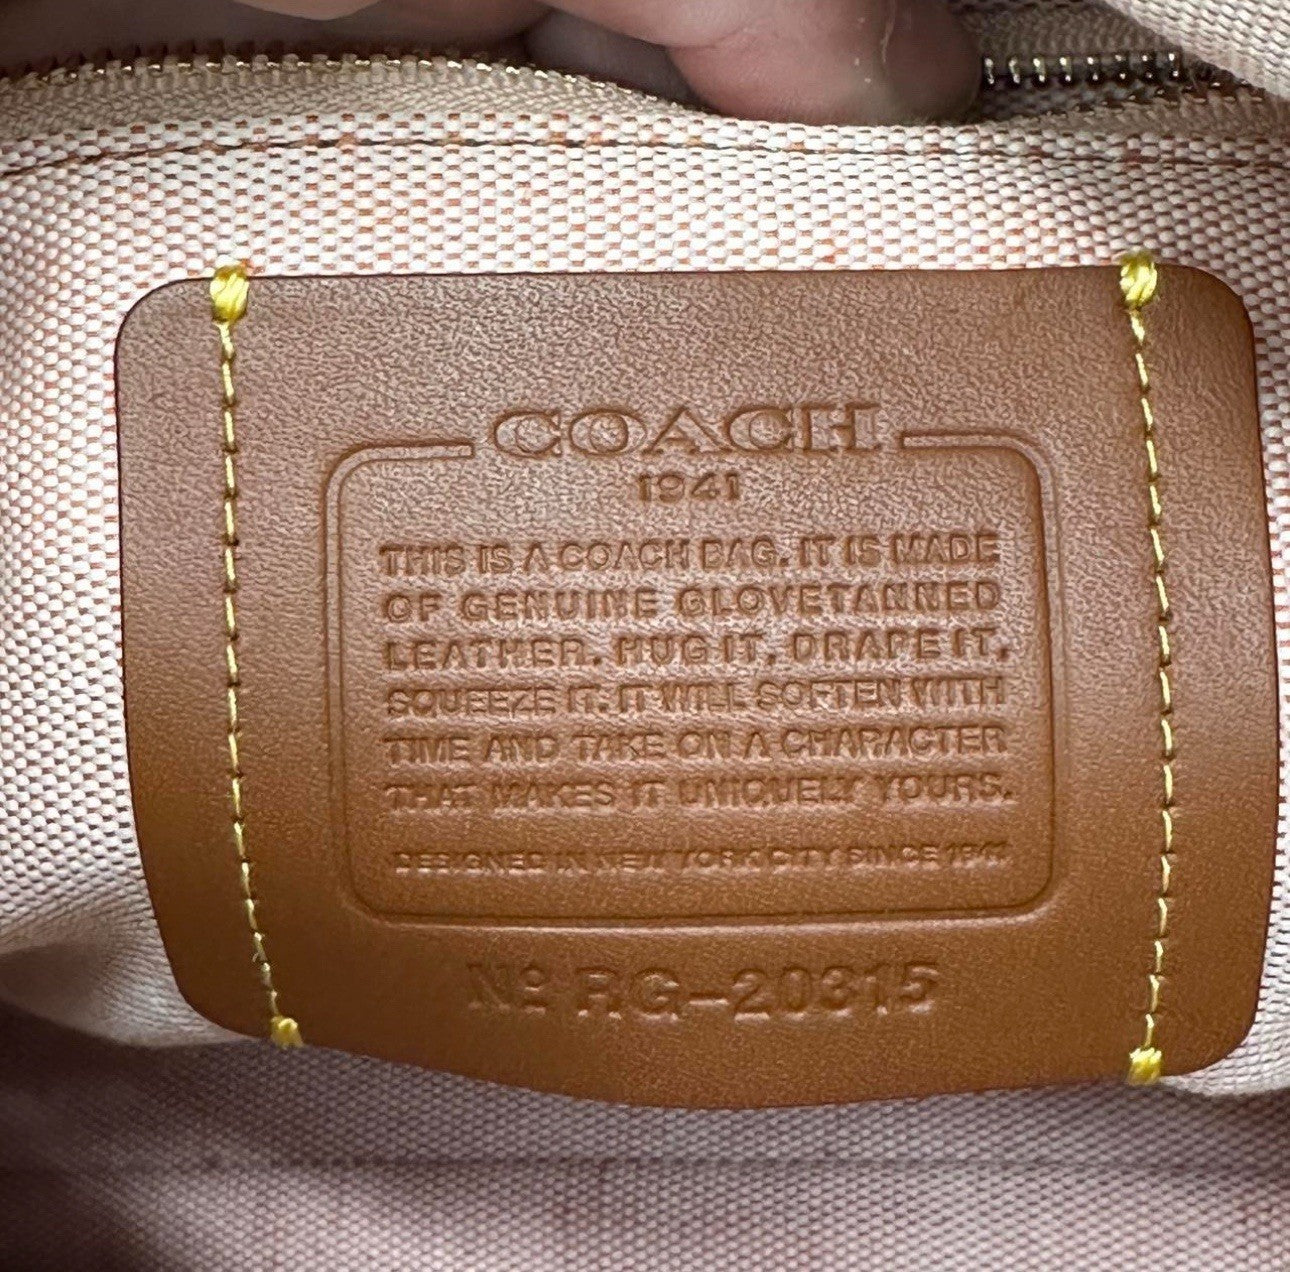 COACH
1941
THIS IS A COACH BAG. IT IS MADE
OF GENUINE GLOVETANNED
LEATHER. HUG IT, DRAPE IT,
SQUEEZE IT. IT WILL SOFTEN WITH
TIME AND TAKE ON A CHARACTER
THAT MAKES IT UNIQUELY YOURS.
DESIGNED IN NEW YORK CITY SINCE 1941
Nº RG-20315